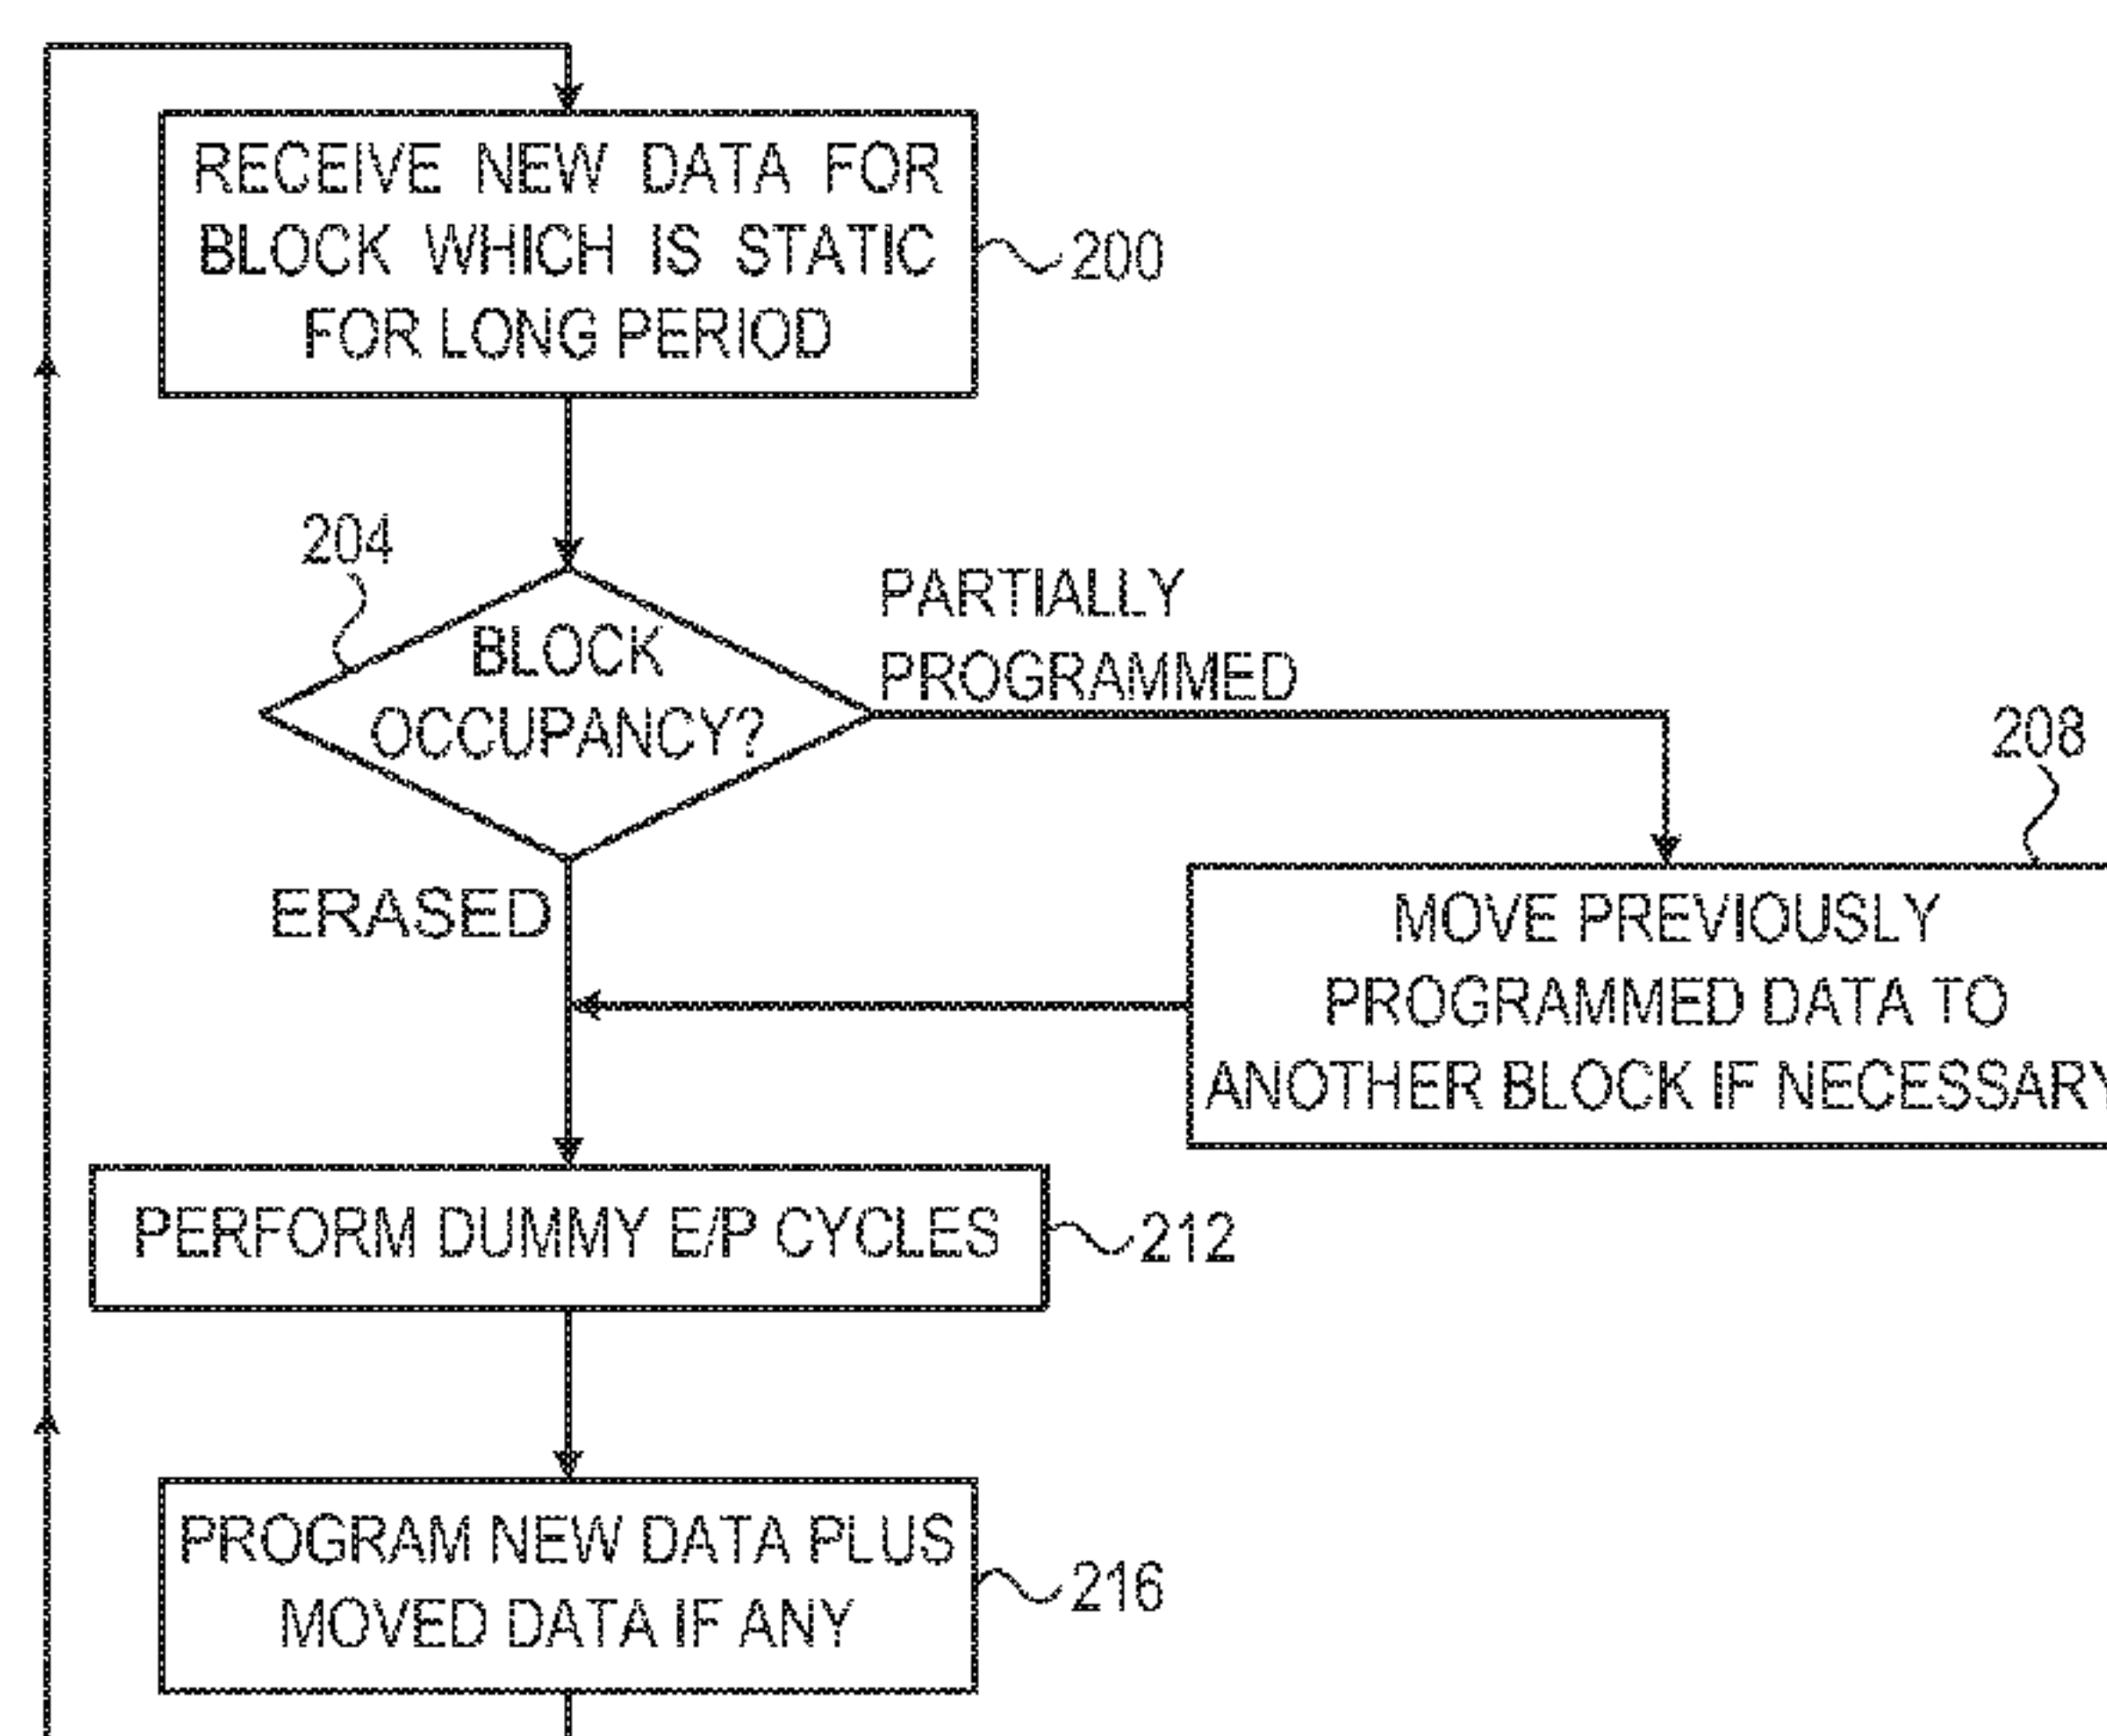 RECEIVE NEW DATA FOR
BLOCK WHICH IS STATIC
FOR LONG PERIOD
200
204
BLOCK
OCCUPANCY?
PARTIALLY
PROGRAMMED
208
MOVE PREVIOUSLY
PROGRAMMED DATA TO
ANOTHER BLOCK IF NECESSARY
ERASED
PERFORM DUMMY E/P CYCLES
212
PROGRAM NEW DATA PLUS
MOVED DATA IF ANY
216